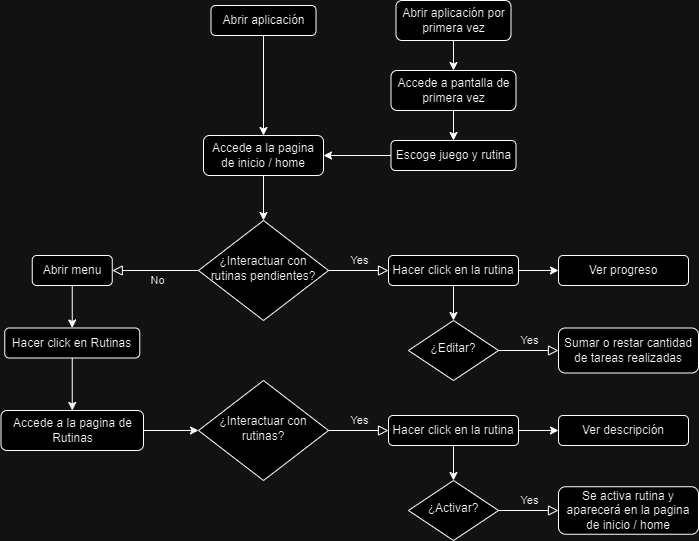 Abrir aplicación
Abrir aplicación por
primera vez
Accede a pantalla de
primera vez
Accede a la pagina
de inicio / home
Escoge juego y rutina
¿Interactuar con
rutinas pendientes?
Yes
No
Abrir menu
Hacer click en la rutina
Ver progreso
Hacer click en Rutinas
¿Editar?
Yes
Sumar o restar cantidad
de tareas realizadas
Accede a la pagina de
Rutinas
¿Interactuar con
rutinas?
Yes
Hacer click en la rutina
Ver descripción
¿Activar?
Yes
Se activa rutina y
aparecerá en la pagina
de inicio / home